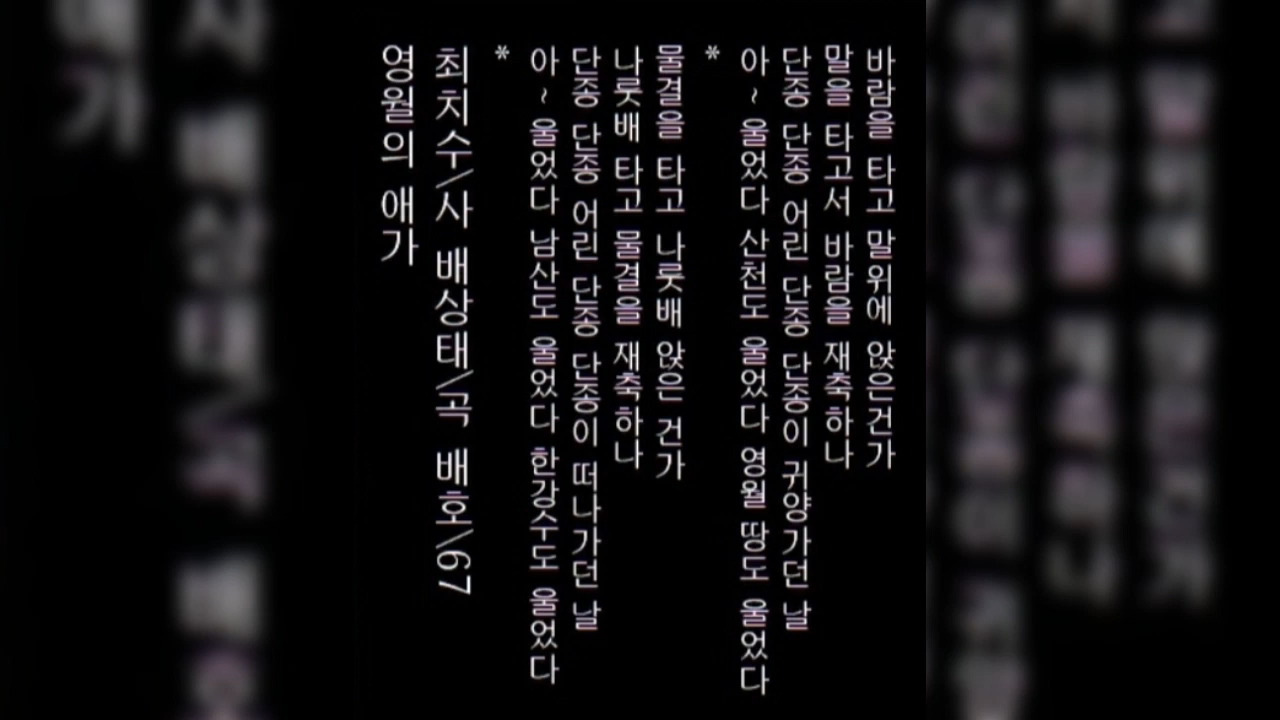 바람을 타고 말위에 앉은건가
말을 타고서 바람을 재축하나
단종 단종 어린 단종 단종이 귀양가던 날
아~ 울었다 산천도 울었다 영월 땅도 울었다
*
물결을 타고 나룻배 앉은 건가
나룻배 타고 물결을 재축하나
단종 단종 어린 단종 단종이 떠나가던 날
아~ 울었다 남산도 울었다 한강수도 울었다
*
최치수/사 배상태/곡 배호/67
영월의 애가